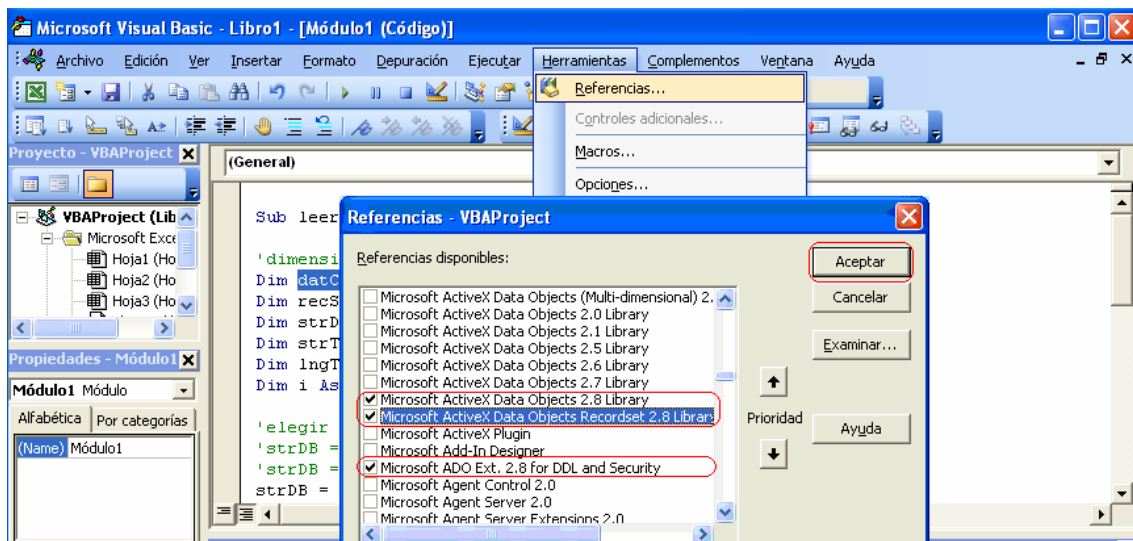 Microsoft Visual Basic - Libro1 - [Módulo1 (Código)]
Archivo Edición Ver Insertar Formato Depuración Ejecutar Herramientas Complementos Ventana Ayuda
Referencias...
Controles adicionales...
Macros...
Opciones...
Proyecto - VBAProject
VBAProject (Lib
Microsoft Exce
Hoja1 (Ho
Hoja2 (Ho
Hoja3 (Ho
Propiedades - Módulo1
Módulo1 Módulo
Alfabética Por categorías
(Name) Módulo1
(General)
Sub leer
'dimensi
Dim datC
Dim recS
Dim strD
Dim strT
Dim lngT
Dim i As
'elegir
'strDB =
'strDB =
strDB =
Referencias - VBAProject
Referencias disponibles:
Microsoft ActiveX Data Objects (Multi-dimensional) 2.
Microsoft ActiveX Data Objects 2.0 Library
Microsoft ActiveX Data Objects 2.1 Library
Microsoft ActiveX Data Objects 2.5 Library
Microsoft ActiveX Data Objects 2.6 Library
Microsoft ActiveX Data Objects 2.7 Library
Microsoft ActiveX Data Objects 2.8 Library
Microsoft ActiveX Data Objects Recordset 2.8 Library
Microsoft ActiveX Plugin
Microsoft Add-In Designer
Microsoft ADO Ext. 2.8 for DDL and Security
Microsoft Agent Control 2.0
Microsoft Agent Server 2.0
Microsoft Agent Server Extensions 2.0
Prioridad
Aceptar
Cancelar
Examinar...
Ayuda